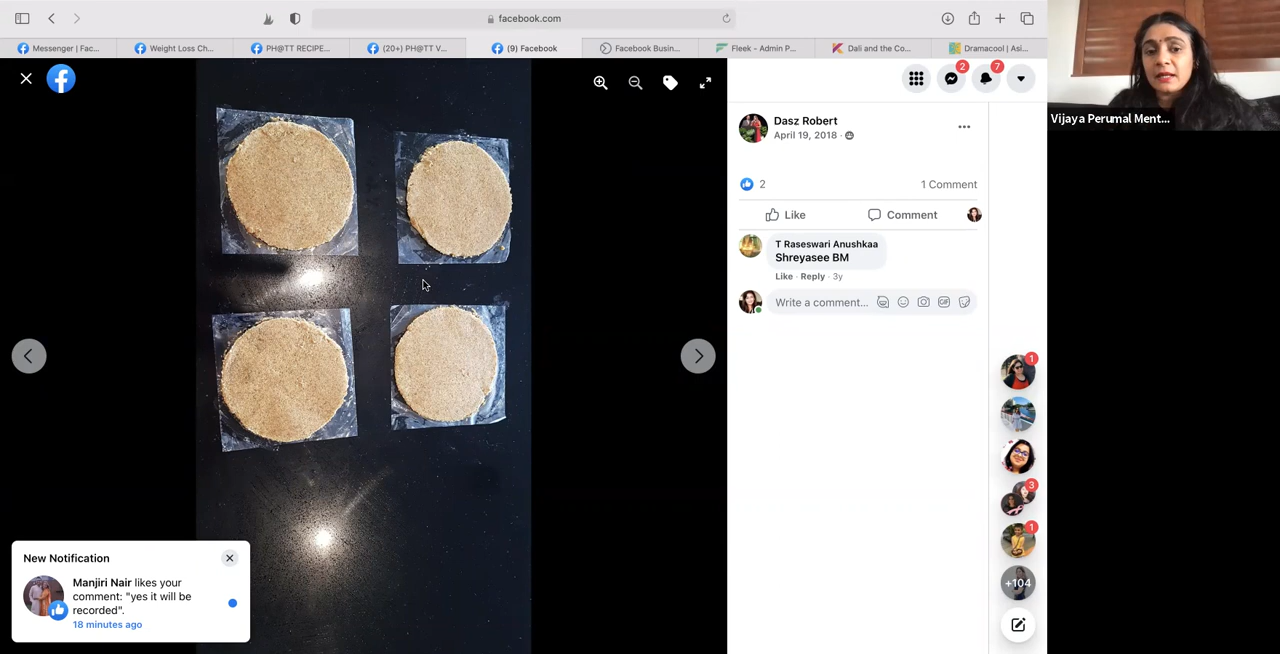 facebook.com
Messenger | Fac...
Weight Loss Ch...
PH@TT RECIPE...
(20+) PH@TT V...
(9) Facebook
Facebook Busin...
Fleek - Admin P...
Dali and the Co...
Dramacool | Asi...
2
7
Dasz Robert
April 19, 2018 ·
2
1 Comment
Like
Comment
T Raseswari Anushkaa
Shreyasee BM
Like · Reply · 3y
Write a comment...
GIF
1
3
1
+104
New Notification
Manjiri Nair likes your
comment: "yes it will be
recorded".
18 minutes ago
Vijaya Perumal Ment...